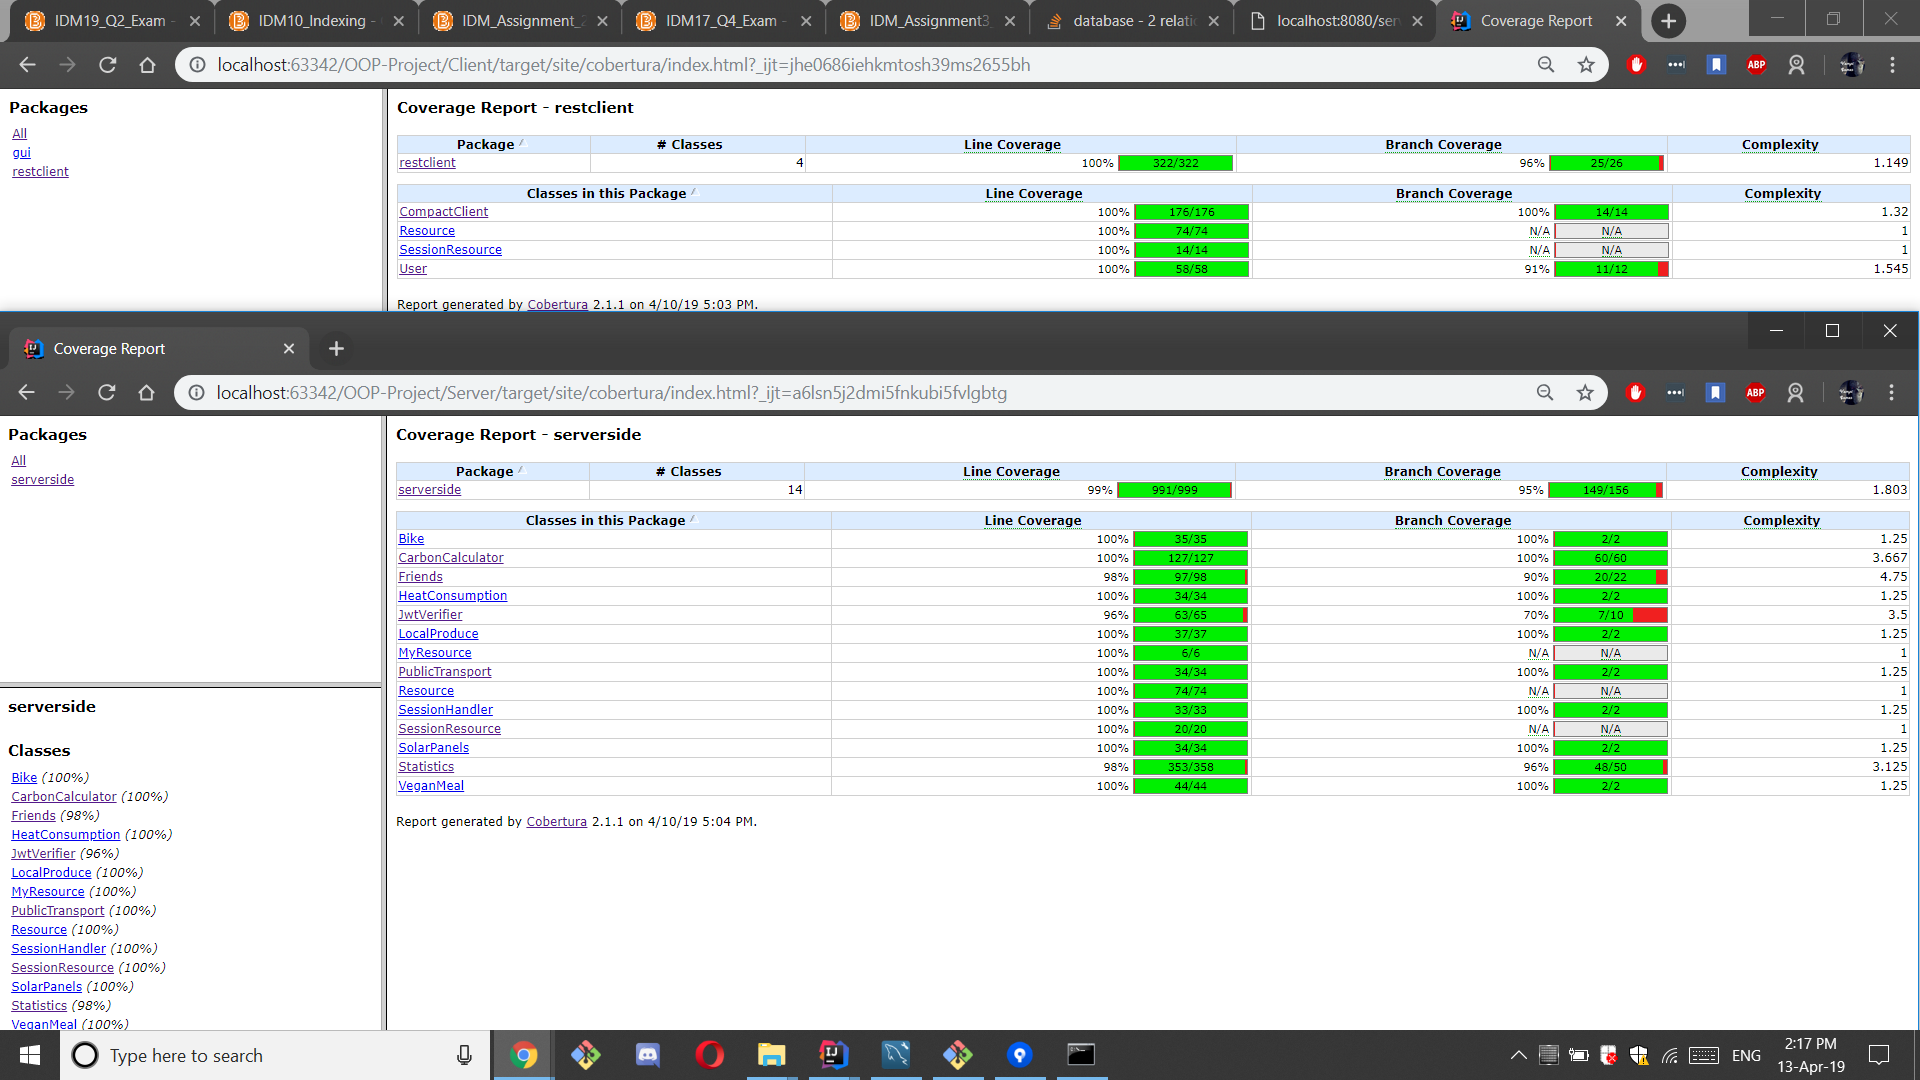 IDM19_Q2_Exam - IDM10_Indexing - IDM_Assignment_2 IDM17_Q4_Exam - IDM_Assignment3_ database - 2 relati localhost:8080/ser Coverage Report
localhost:63342/OOP-Project/Client/target/site/cobertura/index.html?_ijt=jhe0686iehkmtosh39ms2655bh
ABP
Packages
All
gui
restclient
Coverage Report - restclient
Package # Classes Line Coverage Branch Coverage Complexity
restclient 4 100% 322/322 96% 25/26 1.149
Classes in this Package Line Coverage Branch Coverage Complexity
CompactClient 100% 176/176 100% 14/14 1.32
Resource 100% 74/74 N/A N/A 1
SessionResource 100% 14/14 N/A N/A 1
User 100% 58/58 91% 11/12 1.545
Report generated by Cobertura 2.1.1 on 4/10/19 5:03 PM.
Coverage Report
localhost:63342/OOP-Project/Server/target/site/cobertura/index.html?_ijt=a6lsn5j2dmi5fnkubi5fvlgbtg
ABP
Packages
All
serverside
serverside
Classes
Bike (100%)
CarbonCalculator (100%)
Friends (98%)
HeatConsumption (100%)
JwtVerifier (96%)
LocalProduce (100%)
MyResource (100%)
PublicTransport (100%)
Resource (100%)
SessionHandler (100%)
SessionResource (100%)
SolarPanels (100%)
Statistics (98%)
VeganMeal (100%)
Coverage Report - serverside
Package # Classes Line Coverage Branch Coverage Complexity
serverside 14 99% 991/999 95% 149/156 1.803
Classes in this Package Line Coverage Branch Coverage Complexity
Bike 100% 35/35 100% 2/2 1.25
CarbonCalculator 100% 127/127 100% 60/60 3.667
Friends 98% 97/98 90% 20/22 4.75
HeatConsumption 100% 34/34 100% 2/2 1.25
JwtVerifier 96% 63/65 70% 7/10 3.5
LocalProduce 100% 37/37 100% 2/2 1.25
MyResource 100% 6/6 N/A N/A 1
PublicTransport 100% 34/34 100% 2/2 1.25
Resource 100% 74/74 N/A N/A 1
SessionHandler 100% 33/33 100% 2/2 1.25
SessionResource 100% 20/20 N/A N/A 1
SolarPanels 100% 34/34 100% 2/2 1.25
Statistics 98% 353/358 96% 48/50 3.125
VeganMeal 100% 44/44 100% 2/2 1.25
Report generated by Cobertura 2.1.1 on 4/10/19 5:04 PM.
Type here to search
ENG
2:17 PM
13-Apr-19